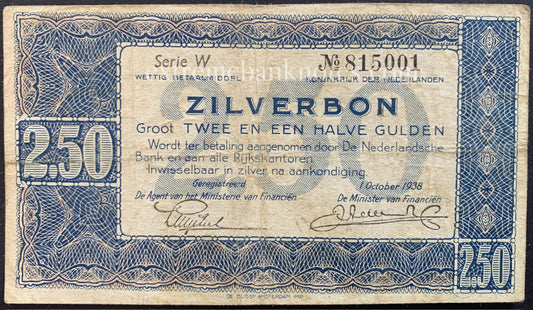 Serie W № 815001
WETTIG BETAALMIDDEL KONINKRIJK DER NEDERLANDEN
ZILVERBON
Groot TWEE EN EEN HALVE GULDEN
Wordt ter betaling aangenomen door De Nederlandsche
Bank en aan alle Rijkskantoren.
Inwisselbaar in zilver na aankondiging.
Geregistreerd 1 October 1938
De Agent van het Ministerie van Financiën De Minister van Financiën
2.50
2.50
250